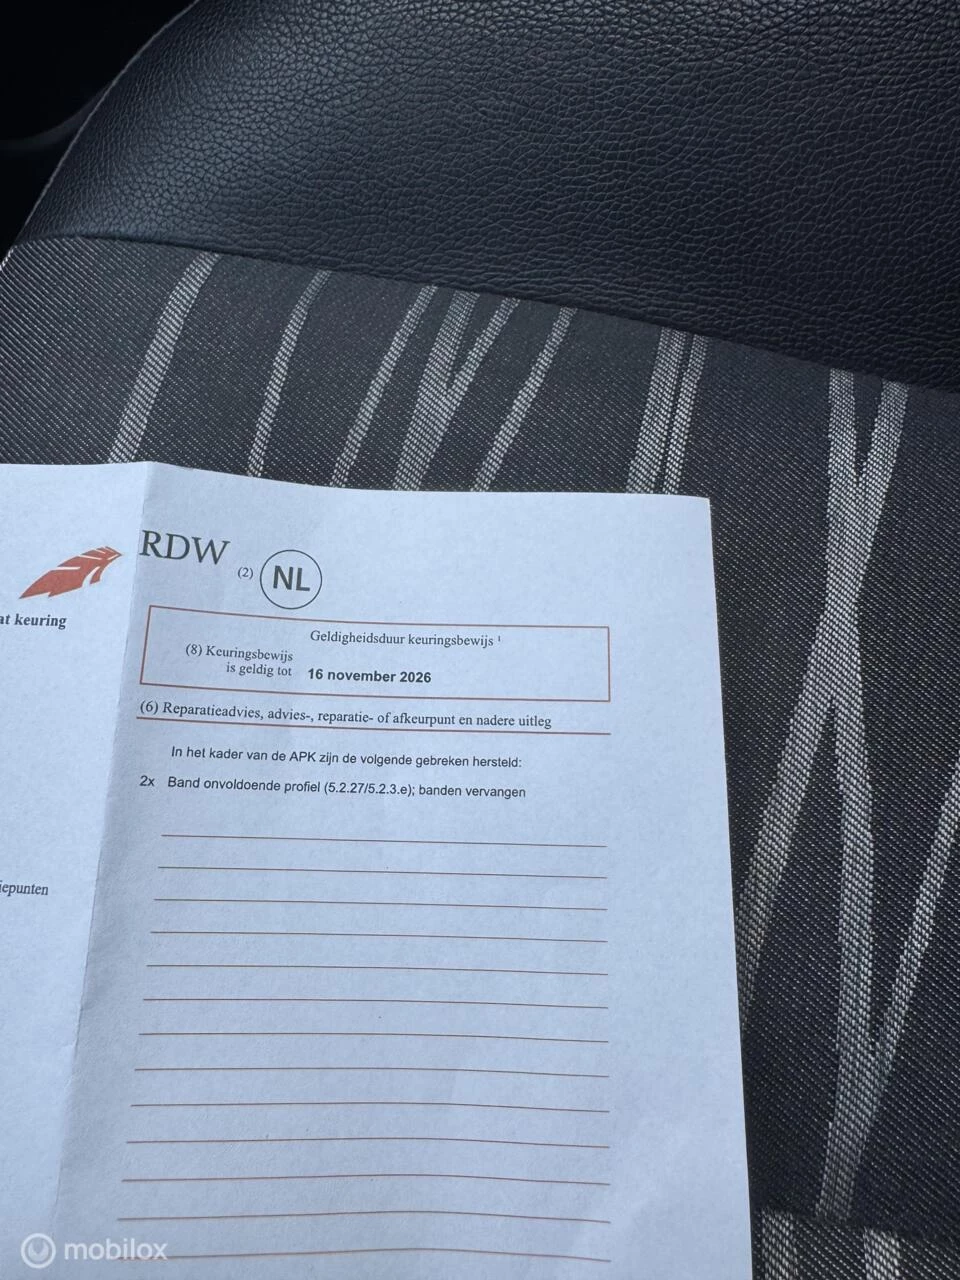 RDW
(2) NL
at keuring
Geldigheidsduur keuringsbewijs ¹
(8) Keuringsbewijs
is geldig tot 16 november 2026
(6) Reparatieadvies, advies-, reparatie- of afkeurpunt en nadere uitleg
In het kader van de APK zijn de volgende gebreken hersteld:
2x Band onvoldoende profiel (5.2.27/5.2.3.e); banden vervangen
iepunten
mobilox